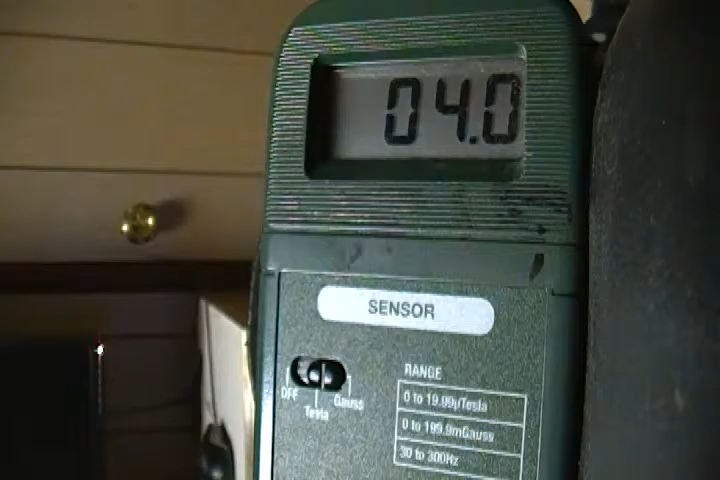 04.0
SENSOR
OFF
Tesla
Gauss
RANGE
0 to 19.99µTesla
0 to 199.9mGauss
30 to 300Hz